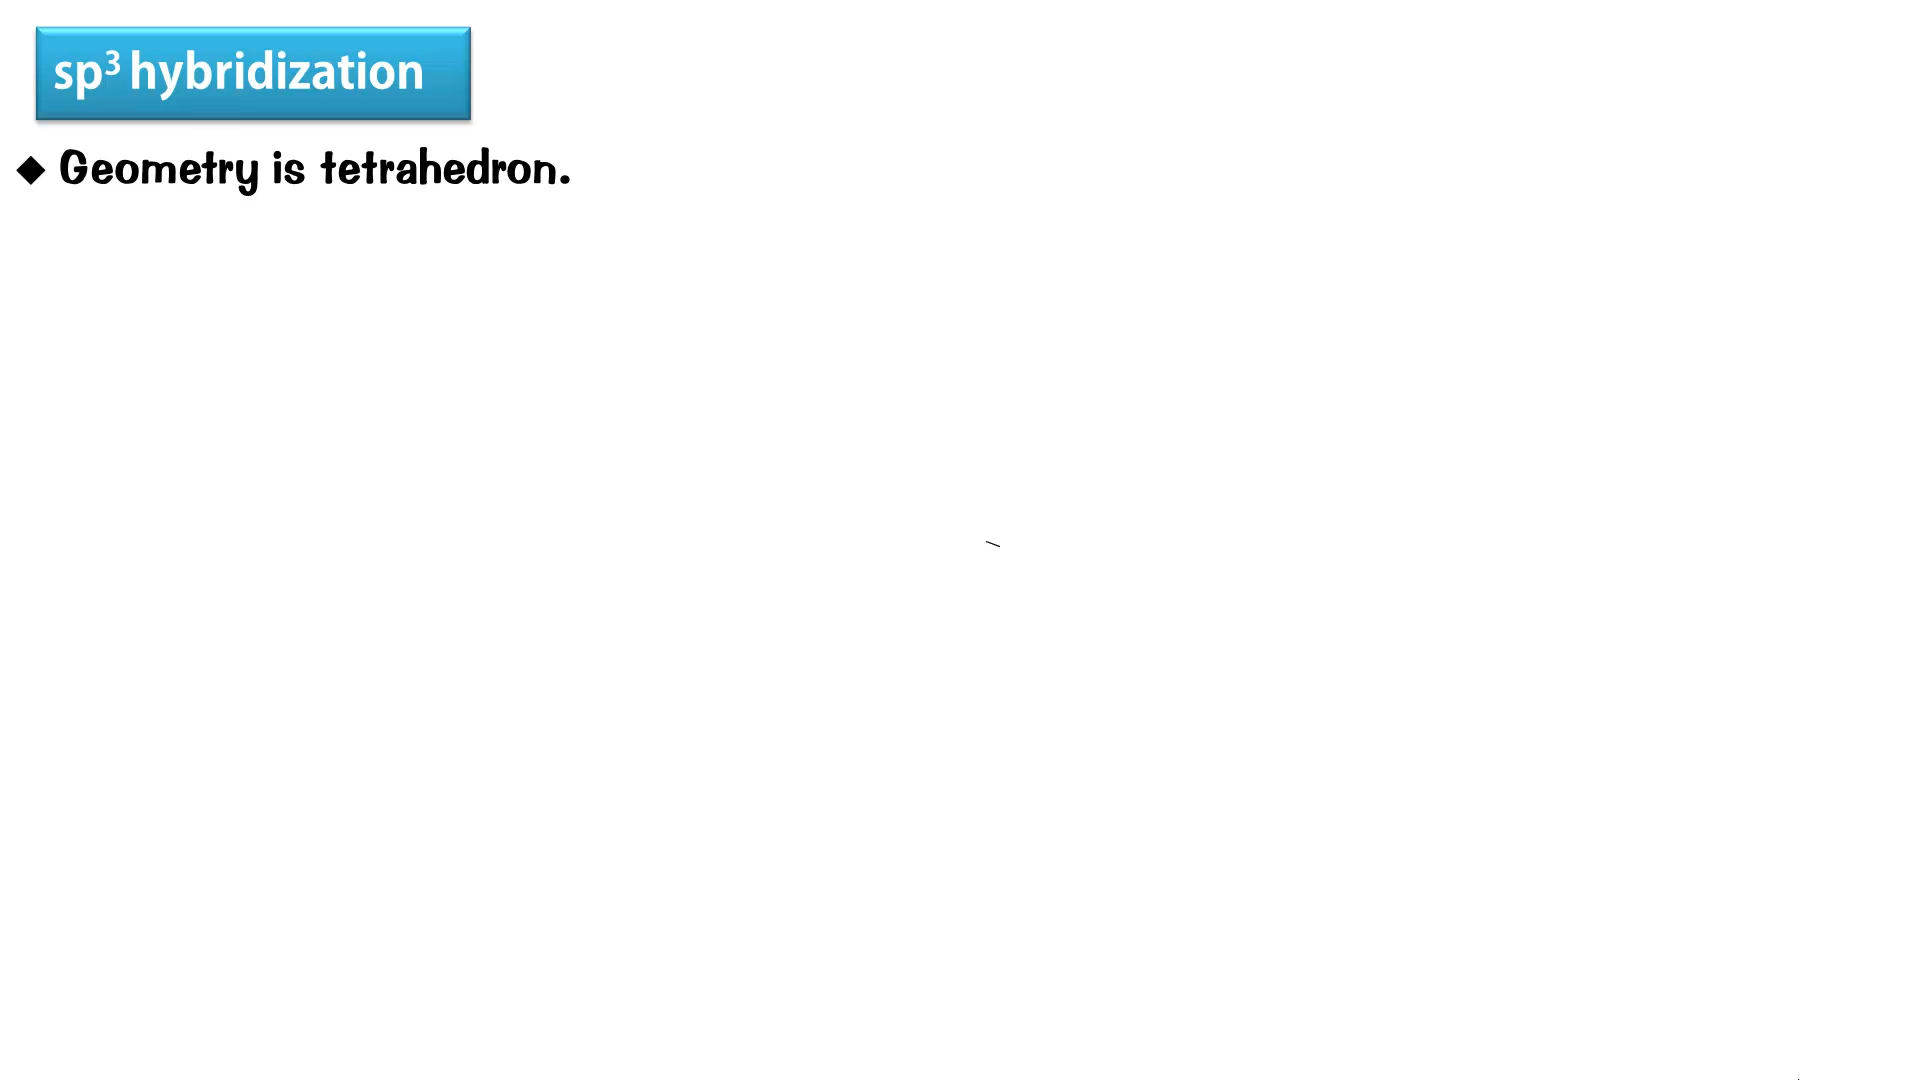 sp³ hybridization
◆ Geometry is tetrahedron.